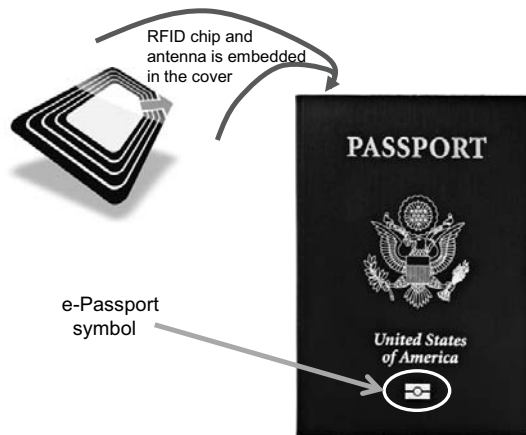 RFID chip and
antenna is embedded
in the cover
PASSPORT
e-Passport
symbol
United States
of America